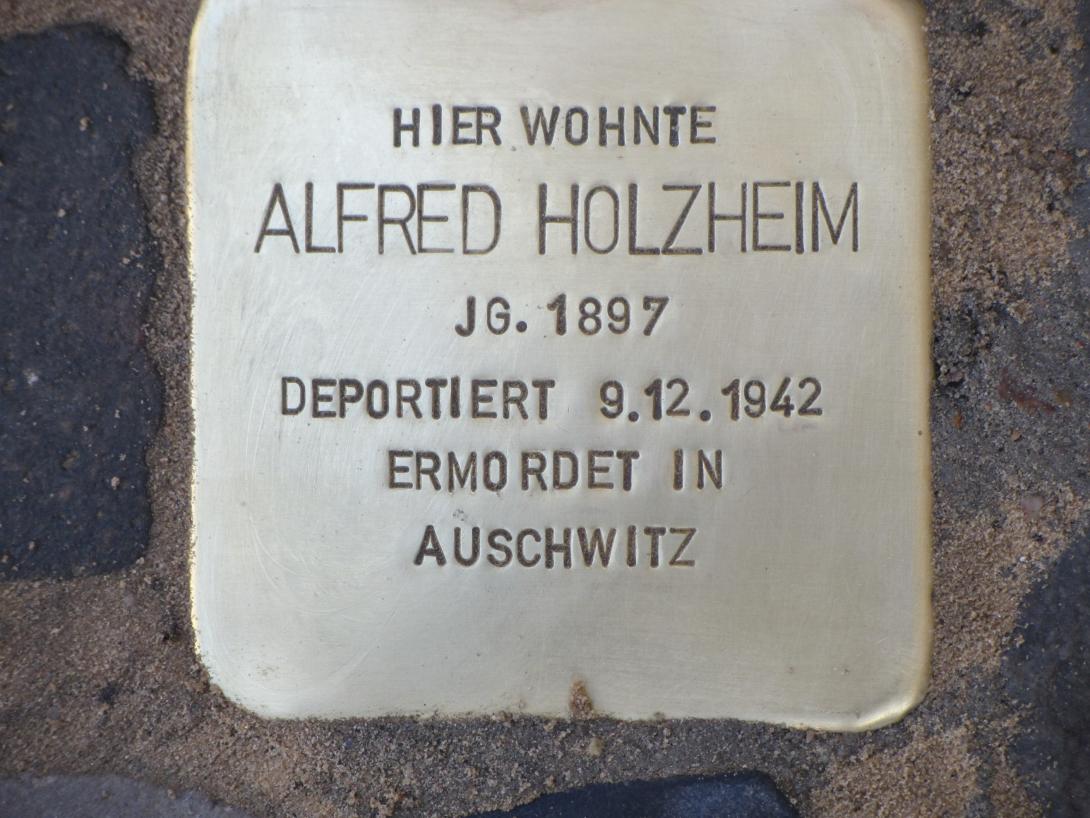 HIER WOHNTE
ALFRED HOLZHEIM
JG. 1897
DEPORTIERT 9.12.1942
ERMORDET IN
AUSCHWITZ